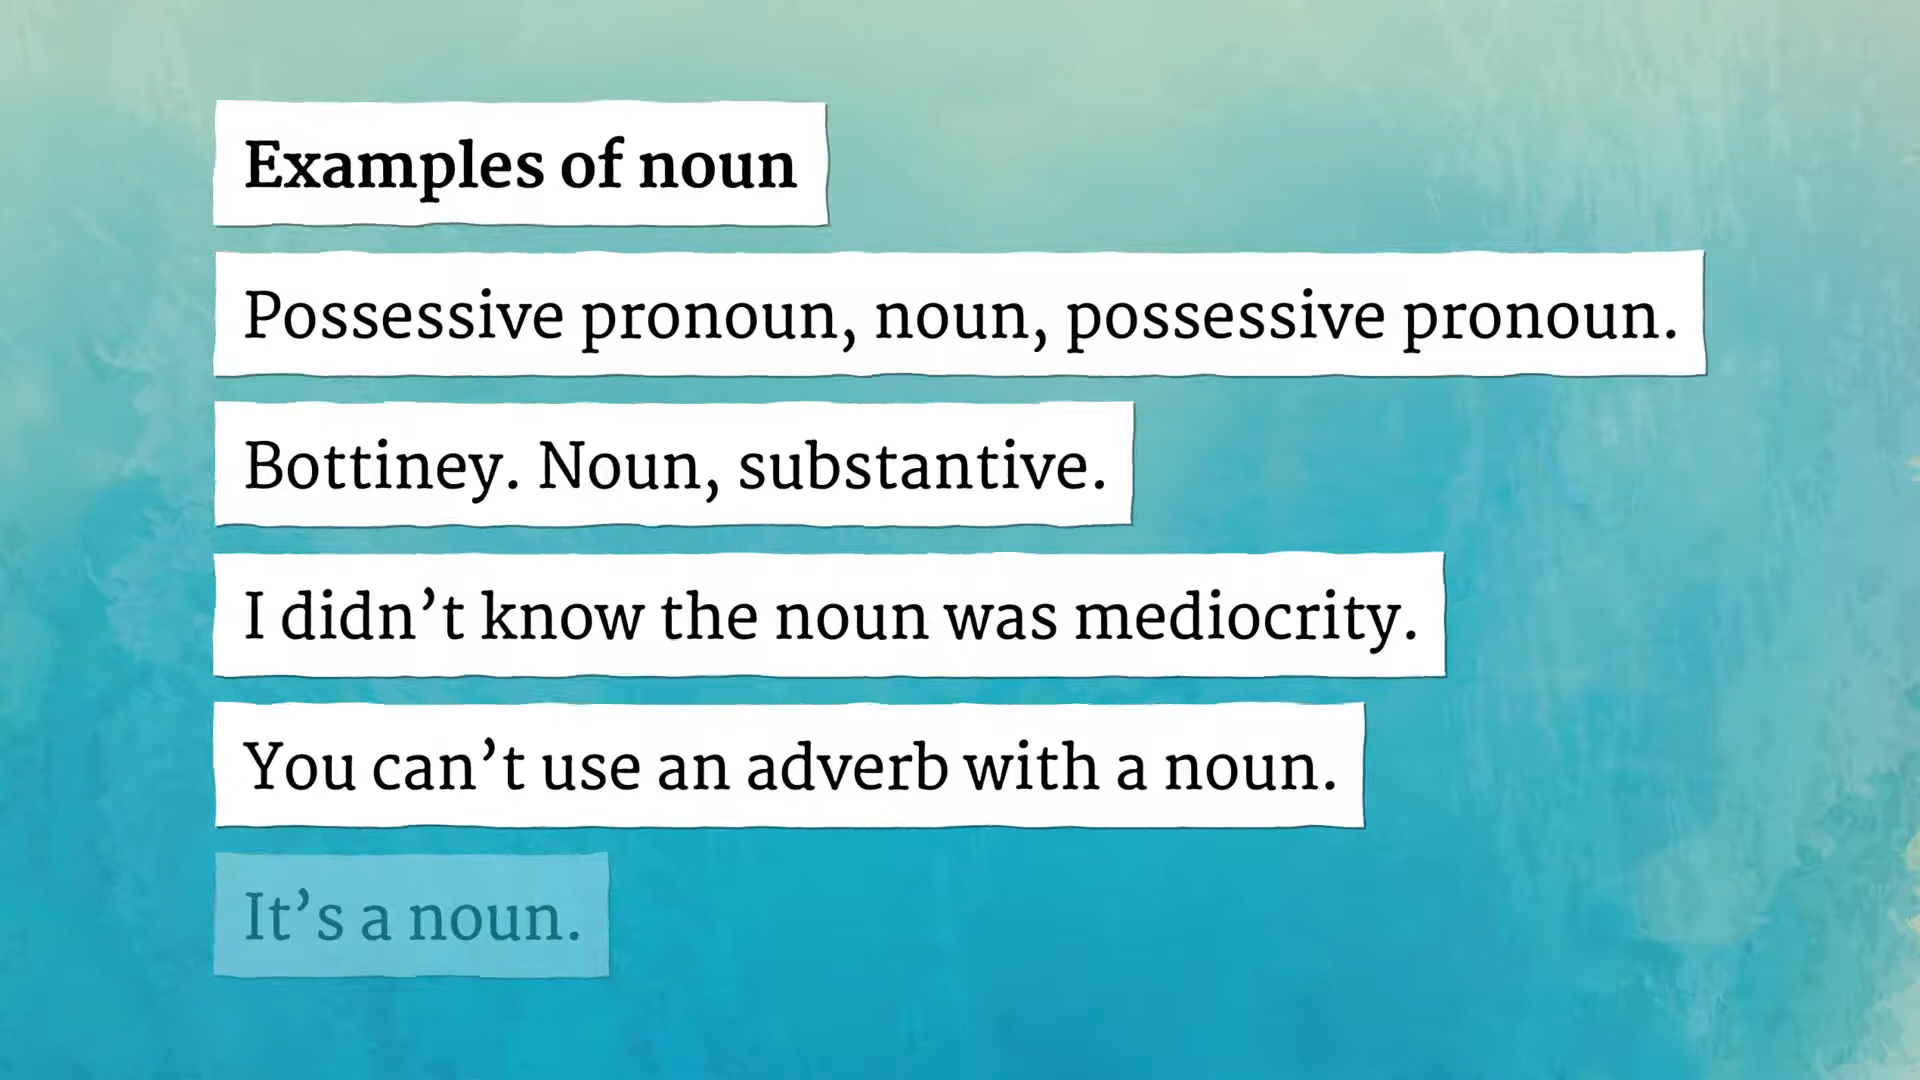 Examples of noun
Possessive pronoun, noun, possessive pronoun.
Bottiney. Noun, substantive.
I didn’t know the noun was mediocrity.
You can’t use an adverb with a noun.
It’s a noun.